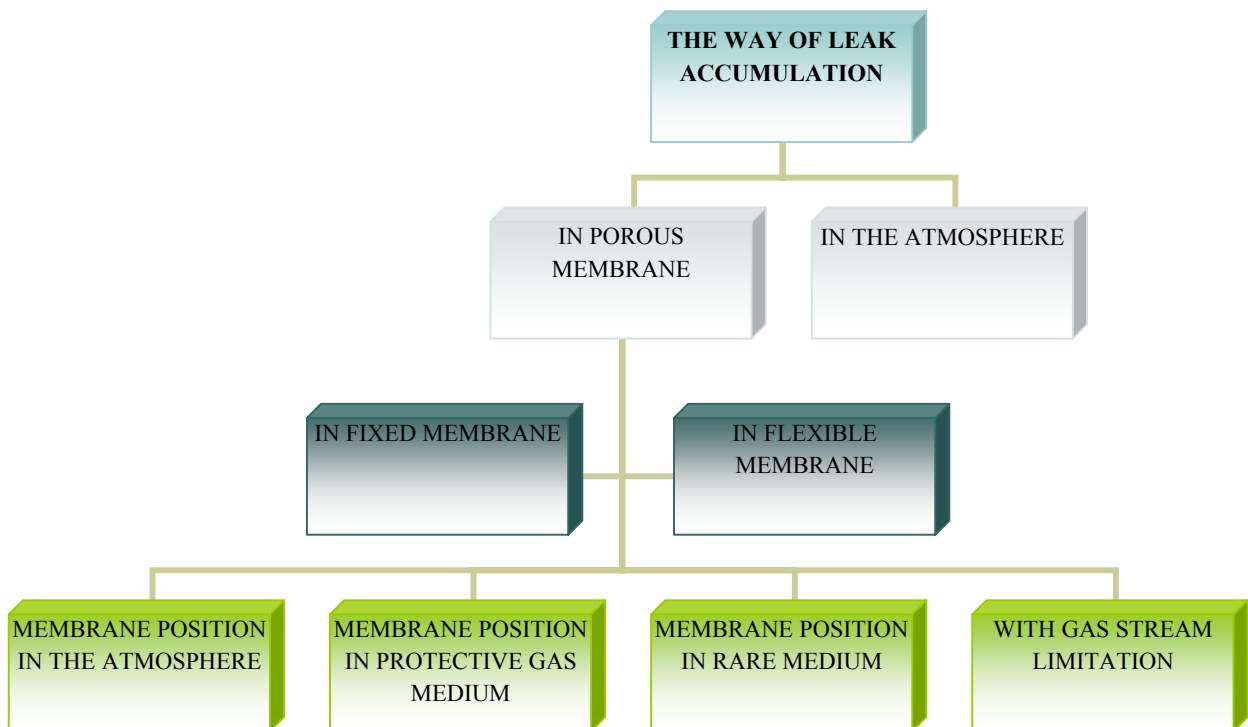 THE WAY OF LEAK
ACCUMULATION
IN POROUS
MEMBRANE
IN THE ATMOSPHERE
IN FIXED MEMBRANE
IN FLEXIBLE
MEMBRANE
MEMBRANE POSITION
IN THE ATMOSPHERE
MEMBRANE POSITION
IN PROTECTIVE GAS
MEDIUM
MEMBRANE POSITION
IN RARE MEDIUM
WITH GAS STREAM
LIMITATION